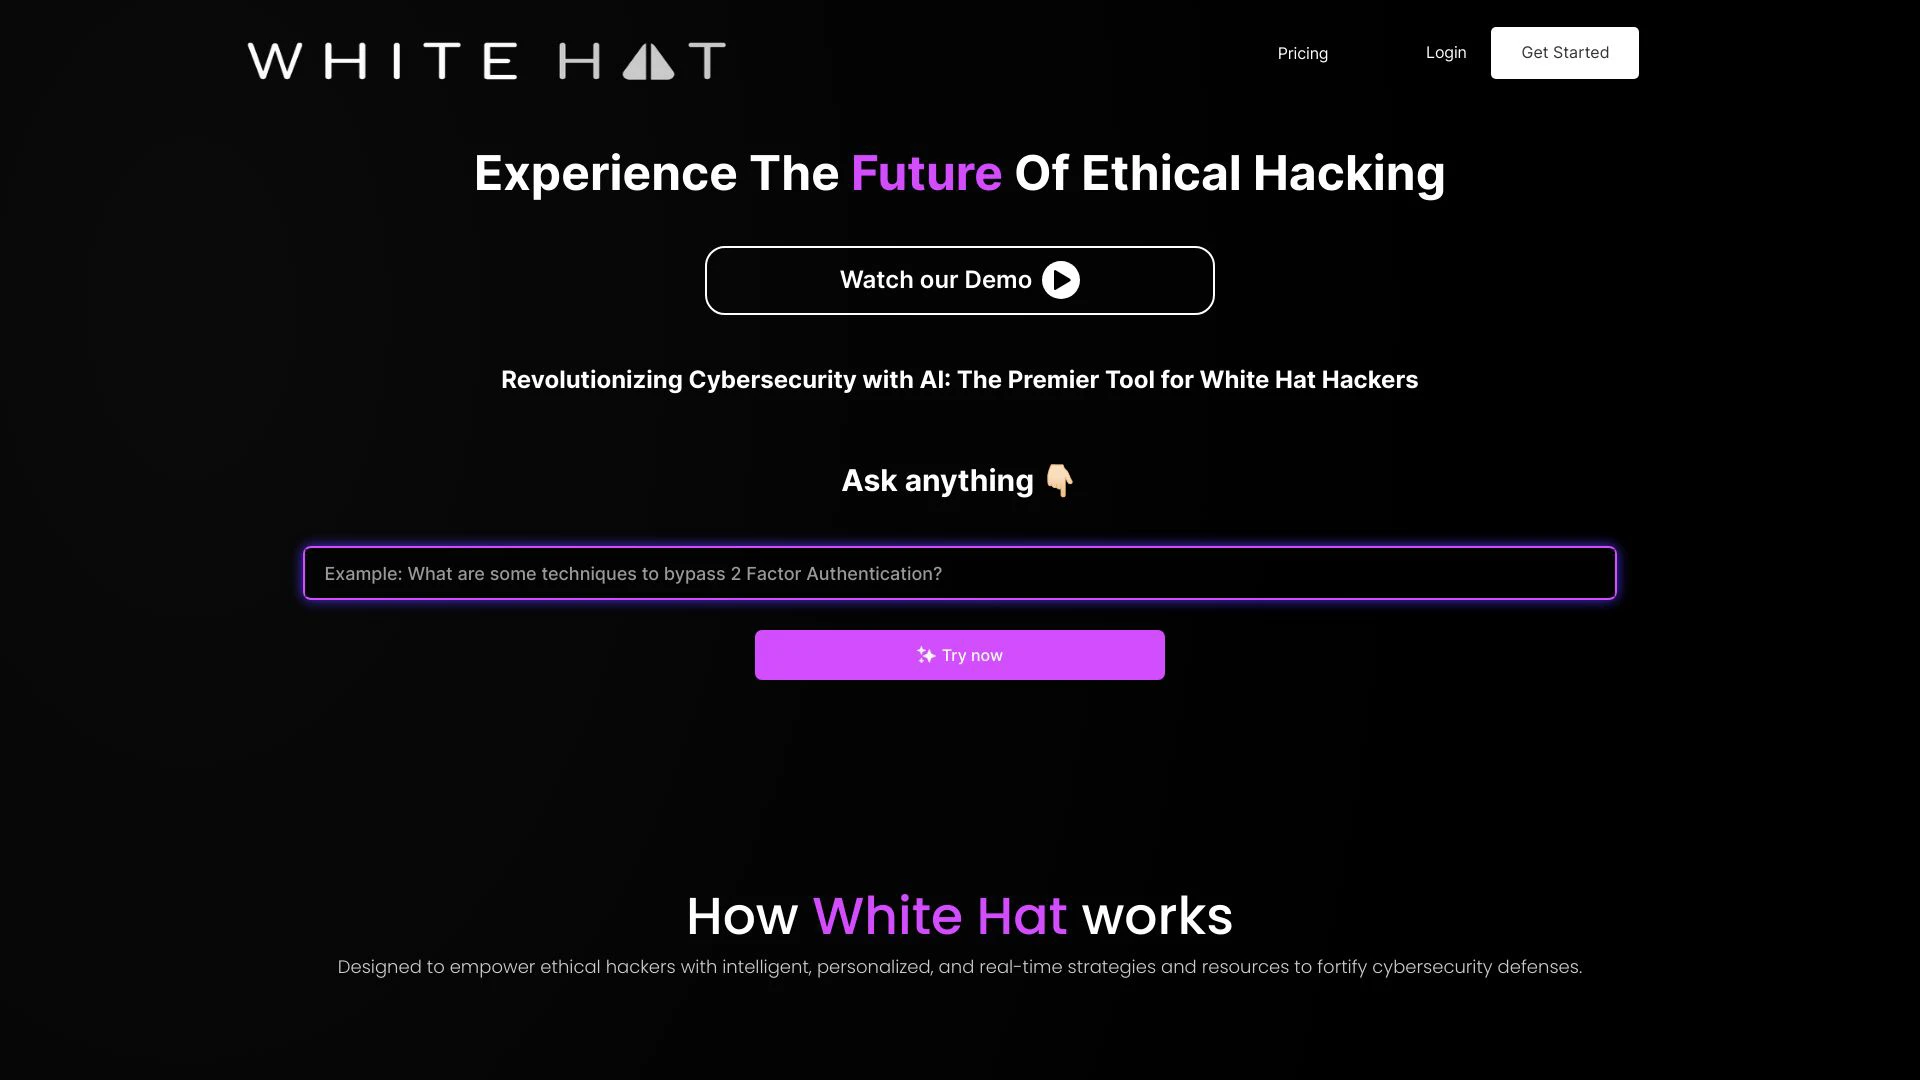 WHITE HAT
Pricing
Login
Get Started
Experience The Future Of Ethical Hacking
Watch our Demo
Revolutionizing Cybersecurity with AI: The Premier Tool for White Hat Hackers
Ask anything 👇🏻
Example: What are some techniques to bypass 2 Factor Authentication?
Try now
How White Hat works
Designed to empower ethical hackers with intelligent, personalized, and real-time strategies and resources to fortify cybersecurity defenses.